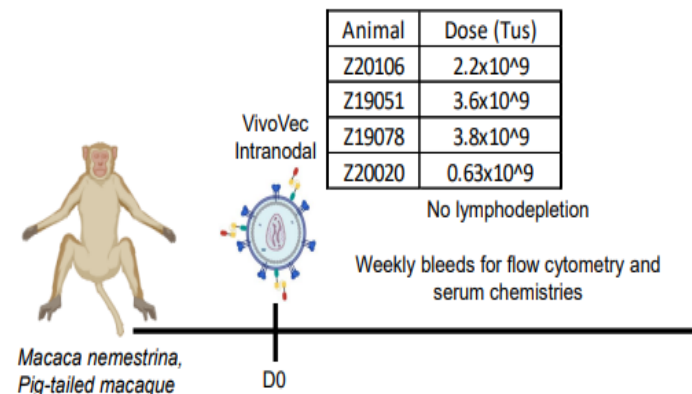 Animal Dose (Tus)
Z20106 2.2x10^9
Z19051 3.6x10^9
Z19078 3.8x10^9
Z20020 0.63x10^9
VivoVec
Intranodal
No lymphodepletion
Weekly bleeds for flow cytometry and
serum chemistries
Macaca nemestrina,
Pig-tailed macaque
D0